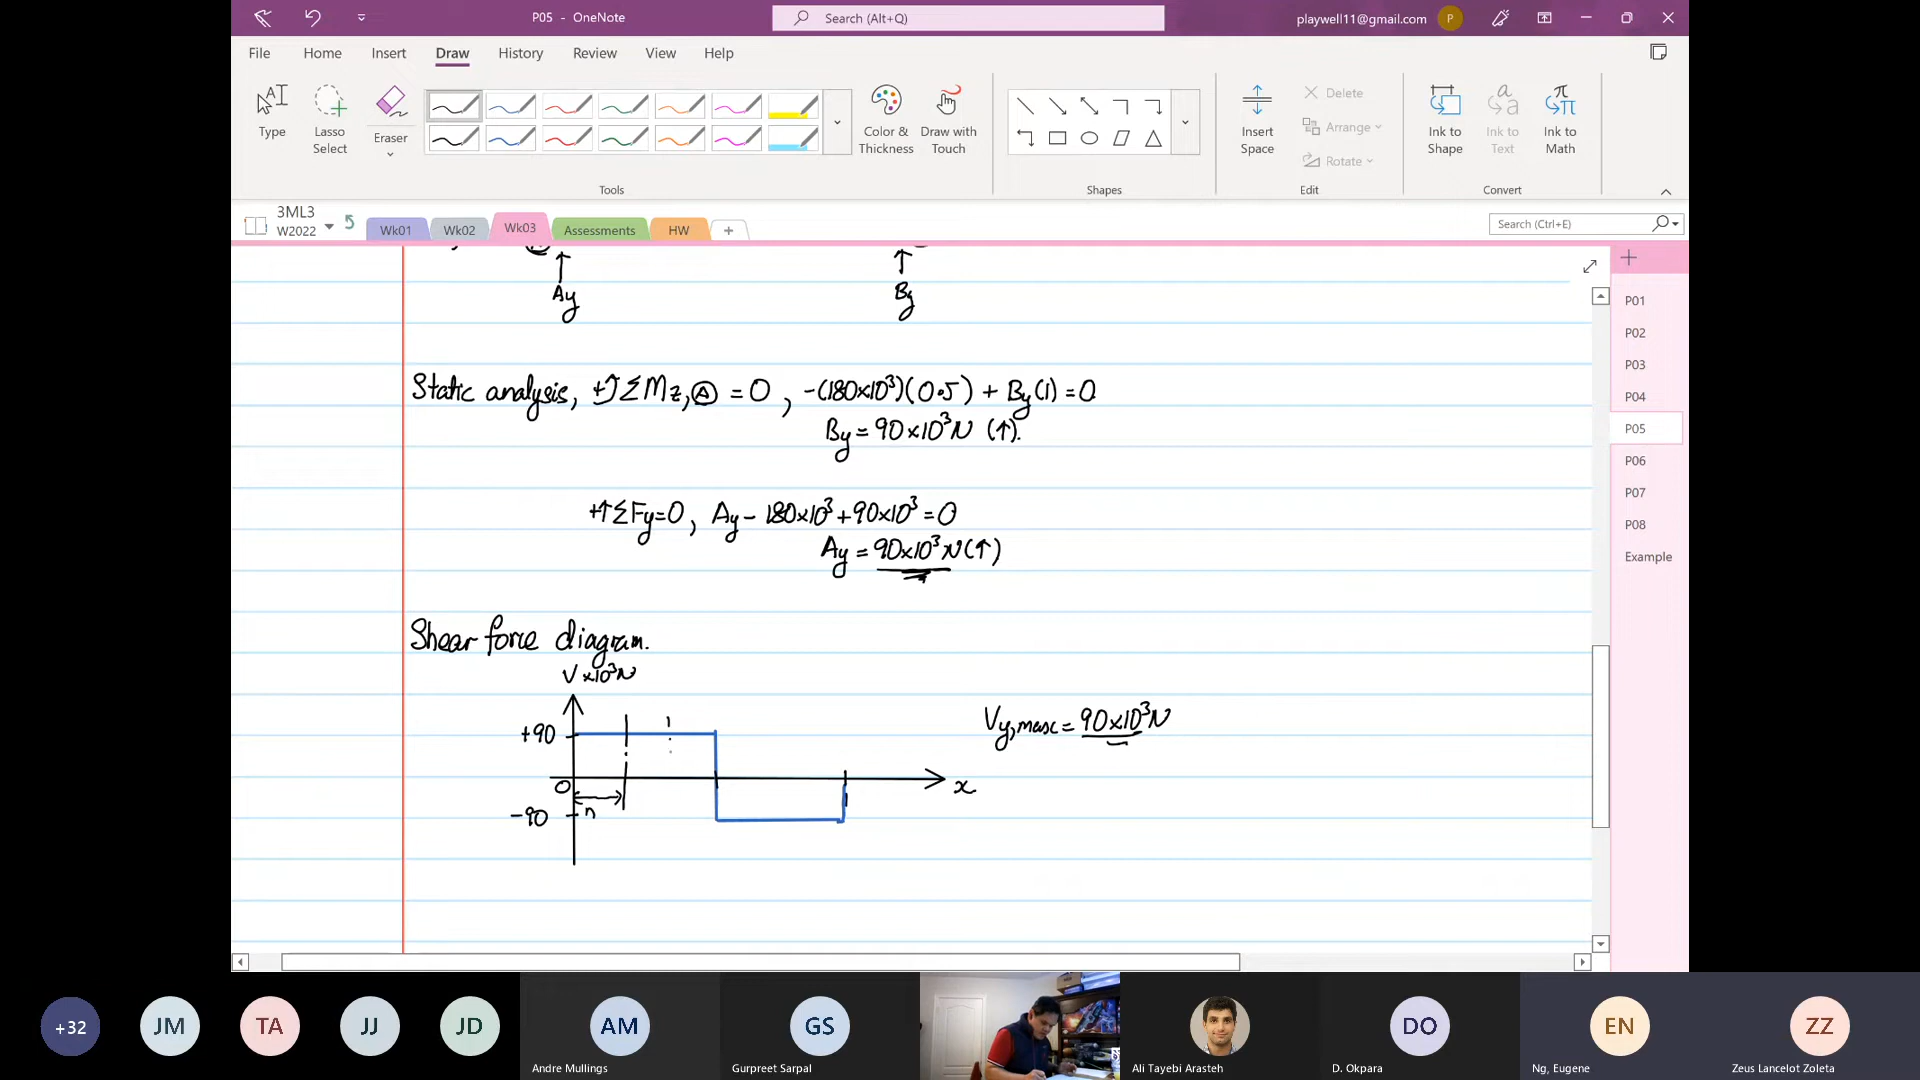 P05 - OneNote
Search (Alt+Q)
playwell11@gmail.com
P
File Home Insert Draw History Review View Help
Type
Lasso Select
Eraser
Color & Thickness
Draw with Touch
Insert Space
Delete
Arrange
Rotate
Ink to Shape
Ink to Text
Ink to Math
Tools
Shapes
Edit
Convert
3ML3 W2022
Wk01 Wk02 Wk03 Assessments HW +
Search (Ctrl+E)
P01
P02
P03
P04
P05
P06
P07
P08
Example
↑ ↑
Ay By
Static analysis, +↺ ΣMz,Ⓐ = 0, -(180×10³)(0.5) + By(1) = 0
By = 90×10³N (↑).
+↑ΣFy=0, Ay - 180×10³ + 90×10³ = 0
Ay = 90×10³ N(↑)
Shear force diagram.
V ×10³N
+90
Vy,max = 90×10³N
0
x
n
-90
+32
JM
TA
JJ
JD
AM
Andre Mullings
GS
Gurpreet Sarpal
Ali Tayebi Arasteh
DO
D. Okpara
EN
Ng, Eugene
ZZ
Zeus Lancelot Zoleta